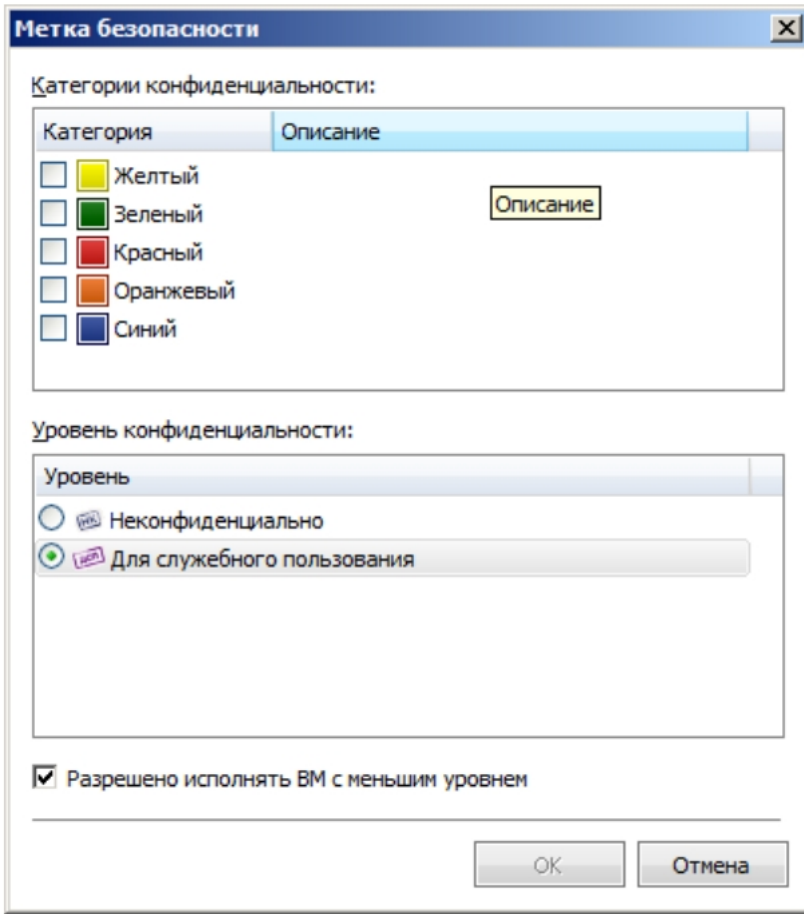 Метка безопасности
Категории конфиденциальности:
Категория Описание
Желтый
Описание
Зеленый
Красный
Оранжевый
Синий
Уровень конфиденциальности:
Уровень
Неконфиденциально
Для служебного пользования
Разрешено исполнять ВМ с меньшим уровнем
OK Отмена